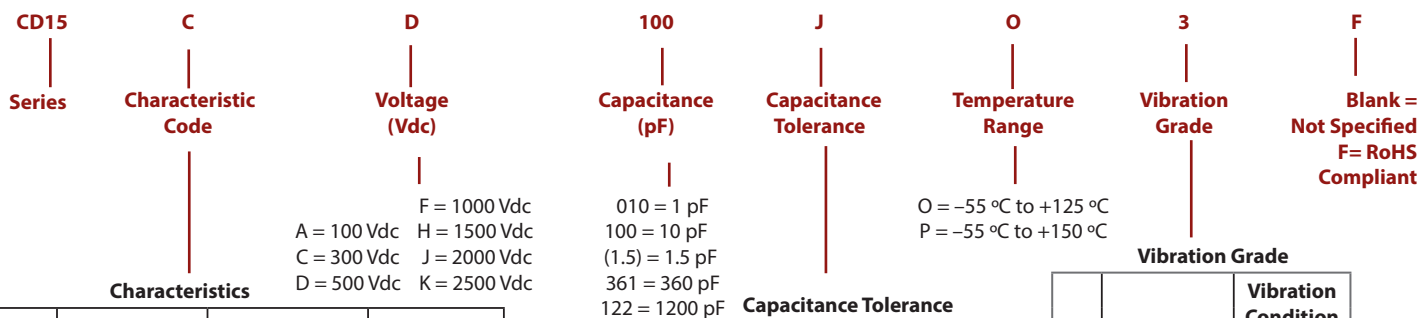 CD15 C D 100 J O 3 F
Series
Characteristic
Code
Voltage
(Vdc)
Capacitance
(pF)
Capacitance
Tolerance
Temperature
Range
Vibration
Grade
Blank =
Not Specified
F= RoHS
Compliant
F = 1000 Vdc
A = 100 Vdc H = 1500 Vdc
C = 300 Vdc J = 2000 Vdc
D = 500 Vdc K = 2500 Vdc
010 = 1 pF
100 = 10 pF
(1.5) = 1.5 pF
361 = 360 pF
122 = 1200 pF
O = –55 ºC to +125 ºC
P = –55 ºC to +150 ºC
Characteristics
Capacitance Tolerance
Vibration Grade
Vibration
Condition